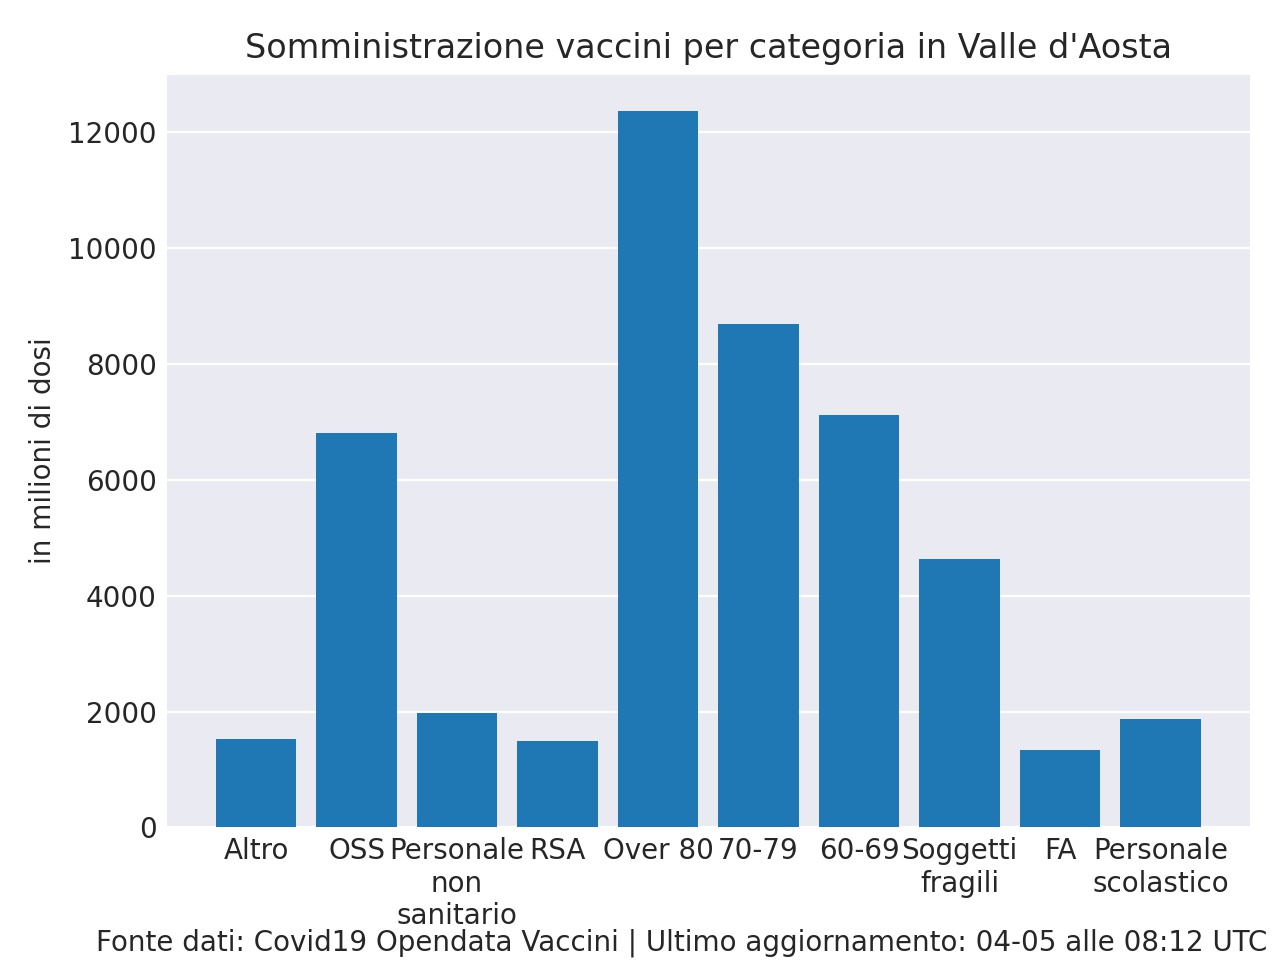 Somministrazione vaccini per categoria in Valle d'Aosta
in milioni di dosi
12000
10000
8000
6000
4000
2000
0
Altro
OSS
Personale
non
sanitario
RSA
Over 80
70-79
60-69
Soggetti
fragili
FA
Personale
scolastico
Fonte dati: Covid19 Opendata Vaccini | Ultimo aggiornamento: 04-05 alle 08:12 UTC